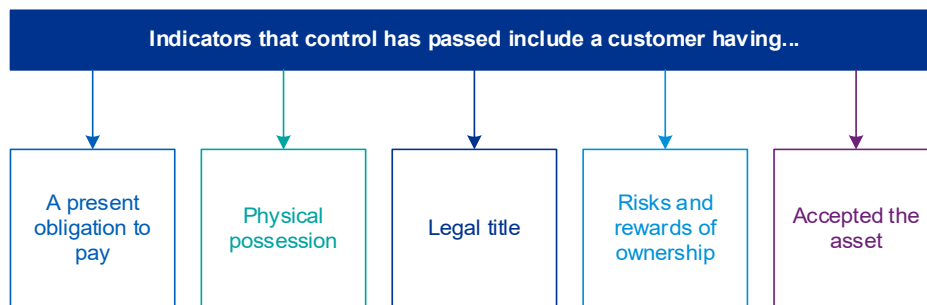 Indicators that control has passed include a customer having...
A present
obligation to
pay
Physical
possession
Legal title
Risks and
rewards of
ownership
Accepted the
asset